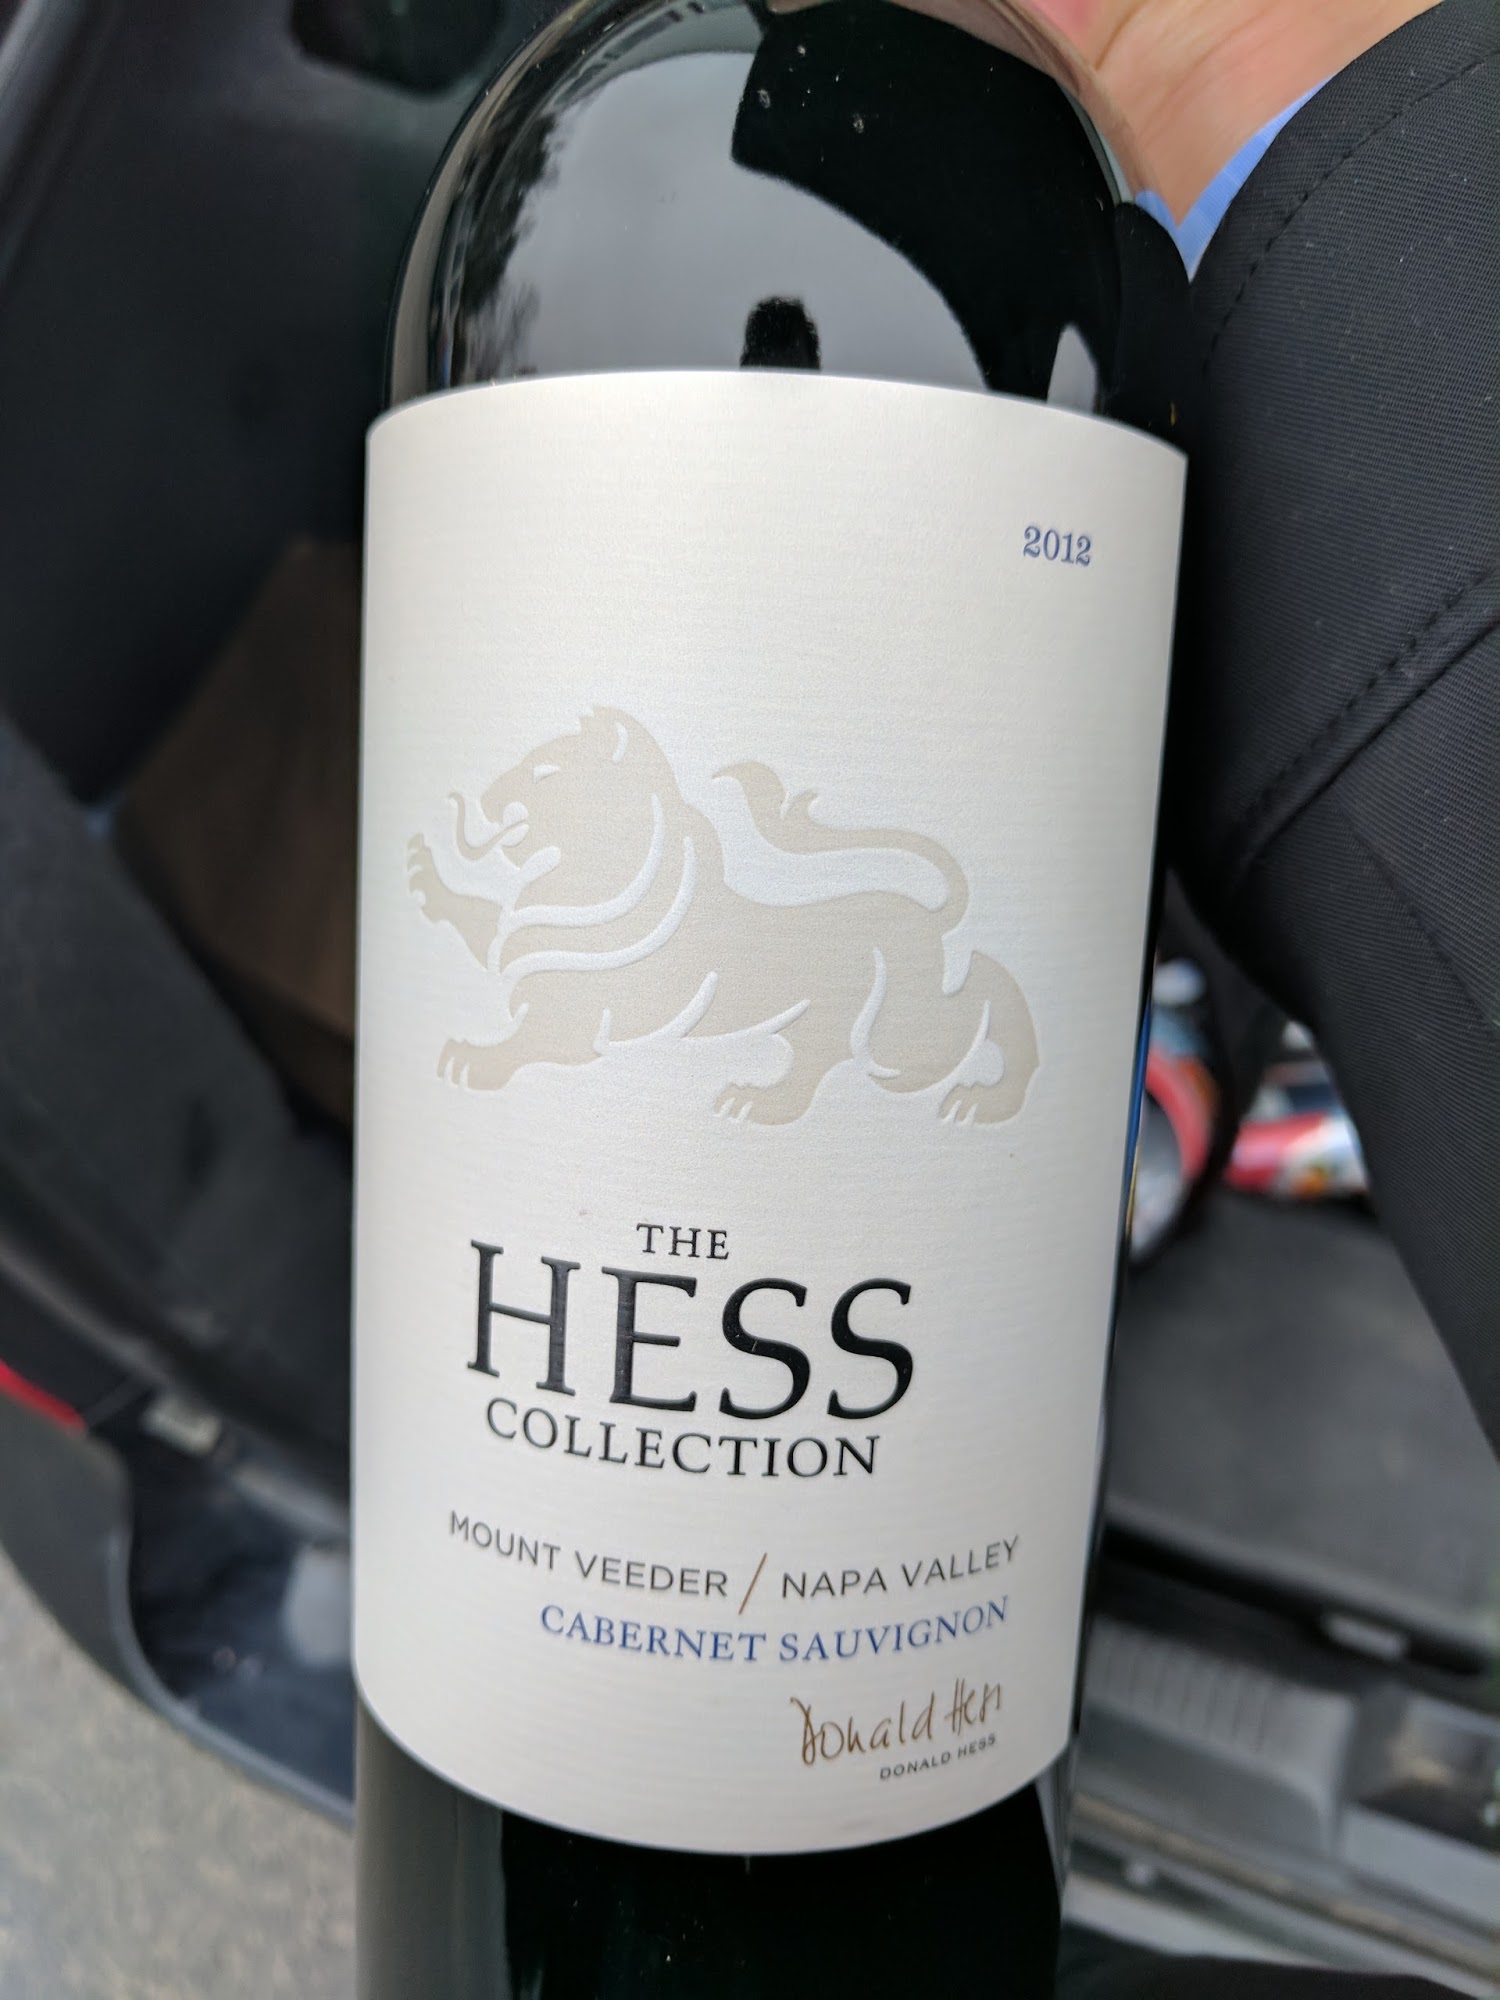 2012
THE
HESS
COLLECTION
MOUNT VEEDER / NAPA VALLEY
CABERNET SAUVIGNON
Donald Hess
DONALD HESS